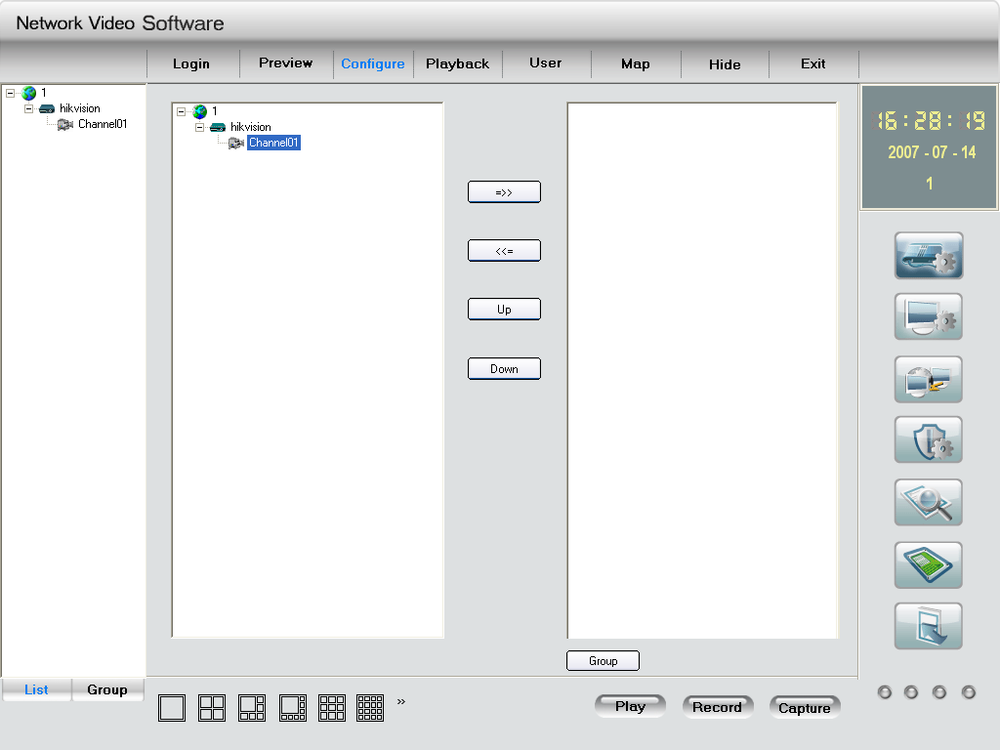 Network Video Software
Login Preview Configure Playback User Map Hide Exit
1
hikvision
Channel01
1
hikvision
Channel01
=>>
<<=
Up
Down
Group
16:28:19
2007 - 07 - 14
1
List Group
»
Play Record Capture